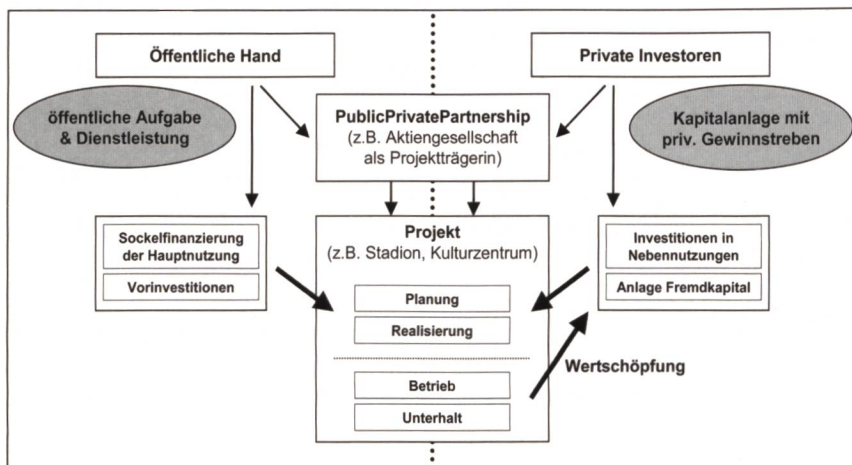 Öffentliche Hand
Private Investoren
öffentliche Aufgabe
& Dienstleistung
PublicPrivatePartnership
(z.B. Aktiengesellschaft
als Projektträgerin)
Kapitalanlage mit
priv. Gewinnstreben
Sockelfinanzierung
der Hauptnutzung
Vorinvestitionen
Projekt
(z.B. Stadion, Kulturzentrum)
Planung
Realisierung
Betrieb
Unterhalt
Investitionen in
Nebennutzungen
Anlage Fremdkapital
Wertschöpfung